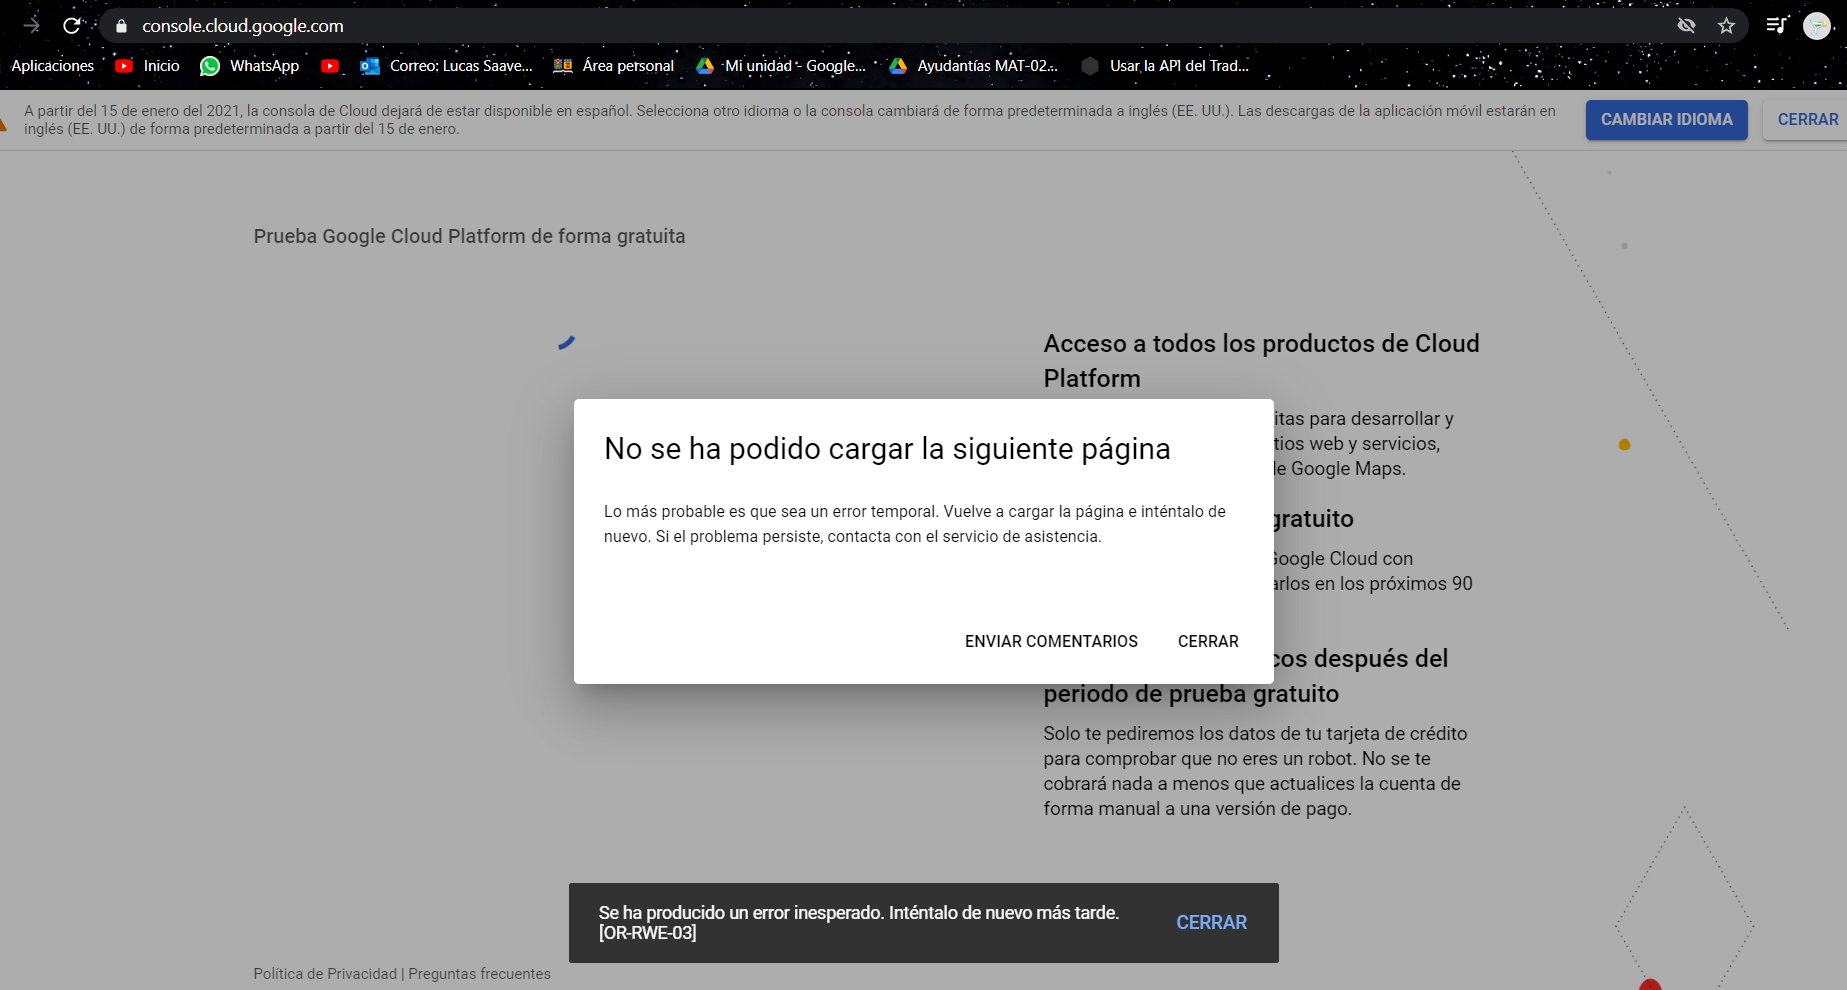 console.cloud.google.com
Aplicaciones Inicio WhatsApp Correo: Lucas Saave... Área personal Mi unidad - Google... Ayudantías MAT-02... Usar la API del Trad...
A partir del 15 de enero del 2021, la consola de Cloud dejará de estar disponible en español. Selecciona otro idioma o la consola cambiará de forma predeterminada a inglés (EE. UU.). Las descargas de la aplicación móvil estarán en
inglés (EE. UU.) de forma predeterminada a partir del 15 de enero.
CAMBIAR IDIOMA
CERRAR
Prueba Google Cloud Platform de forma gratuita
Acceso a todos los productos de Cloud
Platform
itas para desarrollar y
tios web y servicios,
le Google Maps.
gratuito
Google Cloud con
arlos en los próximos 90
cos después del
periodo de prueba gratuito
Solo te pediremos los datos de tu tarjeta de crédito
para comprobar que no eres un robot. No se te
cobrará nada a menos que actualices la cuenta de
forma manual a una versión de pago.
No se ha podido cargar la siguiente página
Lo más probable es que sea un error temporal. Vuelve a cargar la página e inténtalo de
nuevo. Si el problema persiste, contacta con el servicio de asistencia.
ENVIAR COMENTARIOS
CERRAR
Se ha producido un error inesperado. Inténtalo de nuevo más tarde.
[OR-RWE-03]
CERRAR
Política de Privacidad | Preguntas frecuentes